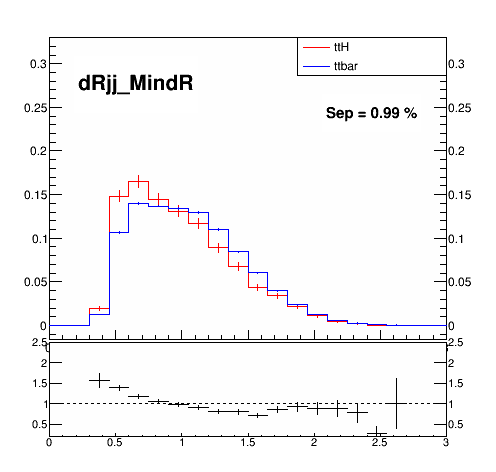 ttH
ttbar
dRjj_MindR
Sep = 0.99 %
0.3 0.3
0.25 0.25
0.2 0.2
0.15 0.15
0.1 0.1
0.05 0.05
0 0
2.5 2.5
2 2
1.5 1.5
1 1
0.5 0.5
0 0.5 1 1.5 2 2.5 3